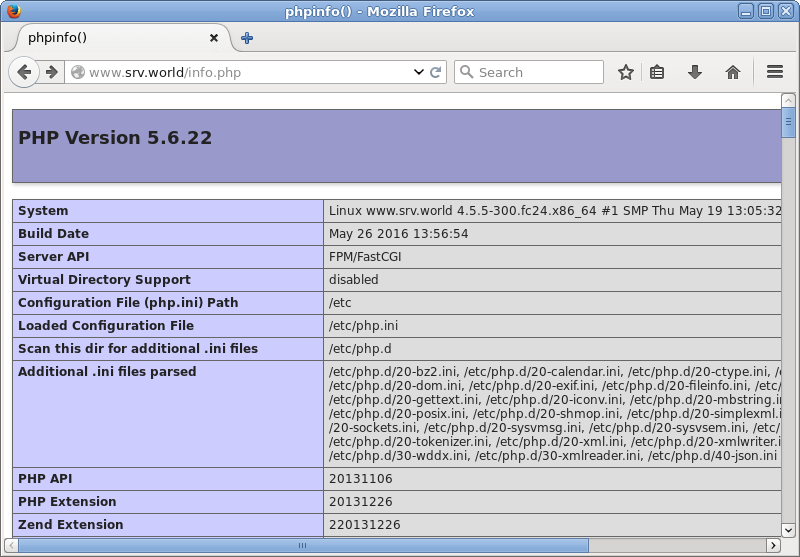 phpinfo() - Mozilla Firefox
phpinfo()
www.srv.world/info.php
Search
PHP Version 5.6.22
System Linux www.srv.world 4.5.5-300.fc24.x86_64 #1 SMP Thu May 19 13:05:32
Build Date May 26 2016 13:56:54
Server API FPM/FastCGI
Virtual Directory Support disabled
Configuration File (php.ini) Path /etc
Loaded Configuration File /etc/php.ini
Scan this dir for additional .ini files /etc/php.d
Additional .ini files parsed /etc/php.d/20-bz2.ini, /etc/php.d/20-calendar.ini, /etc/php.d/20-ctype.ini,
/etc/php.d/20-dom.ini, /etc/php.d/20-exif.ini, /etc/php.d/20-fileinfo.ini, /etc/
/etc/php.d/20-gettext.ini, /etc/php.d/20-iconv.ini, /etc/php.d/20-mbstring.in
/etc/php.d/20-posix.ini, /etc/php.d/20-shmop.ini, /etc/php.d/20-simplexml.i
/20-sockets.ini, /etc/php.d/20-sysvmsg.ini, /etc/php.d/20-sysvsem.ini, /etc/
/etc/php.d/20-tokenizer.ini, /etc/php.d/20-xml.ini, /etc/php.d/20-xmlwriter.i
/etc/php.d/30-wddx.ini, /etc/php.d/30-xmlreader.ini, /etc/php.d/40-json.ini
PHP API 20131106
PHP Extension 20131226
Zend Extension 220131226